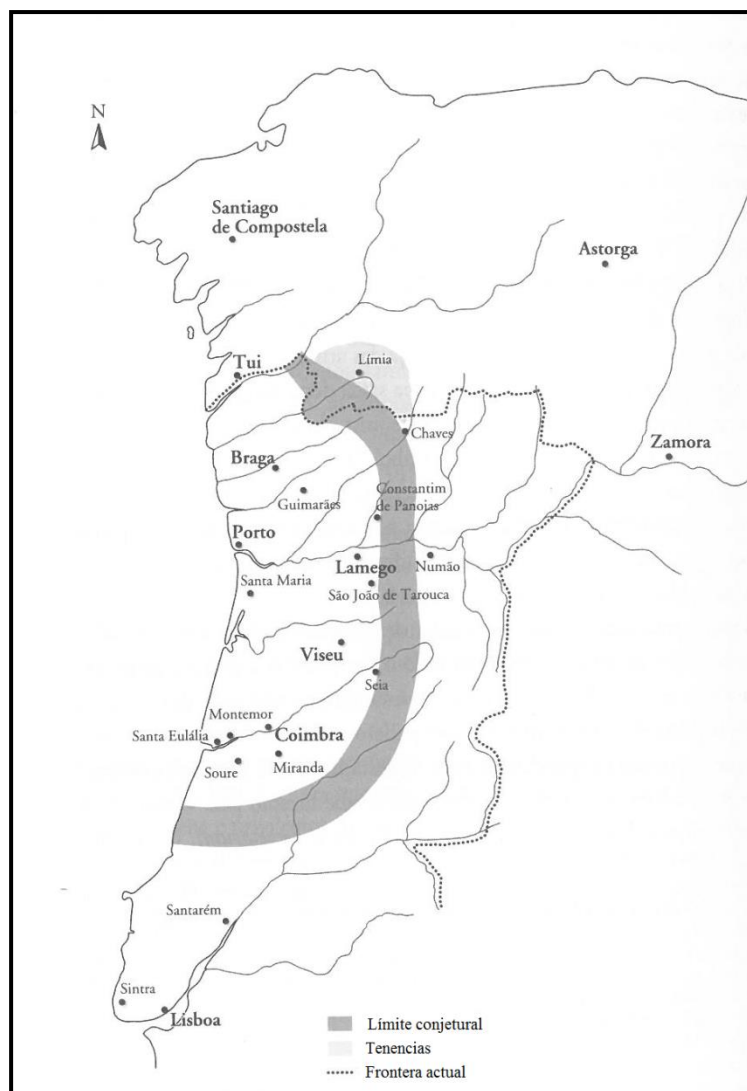 N
Santiago
de Compostela
Astorga
Tui
Límia
Chaves
Zamora
Braga
Guimarães
Constantim
de Panoias
Porto
Lamego
Numão
Santa Maria
São João de Tarouca
Viseu
Seia
Montemor
Santa Eulália
Coimbra
Soure
Miranda
Santarém
Sintra
Lisboa
Límite conjetural
Tenencias
Frontera actual